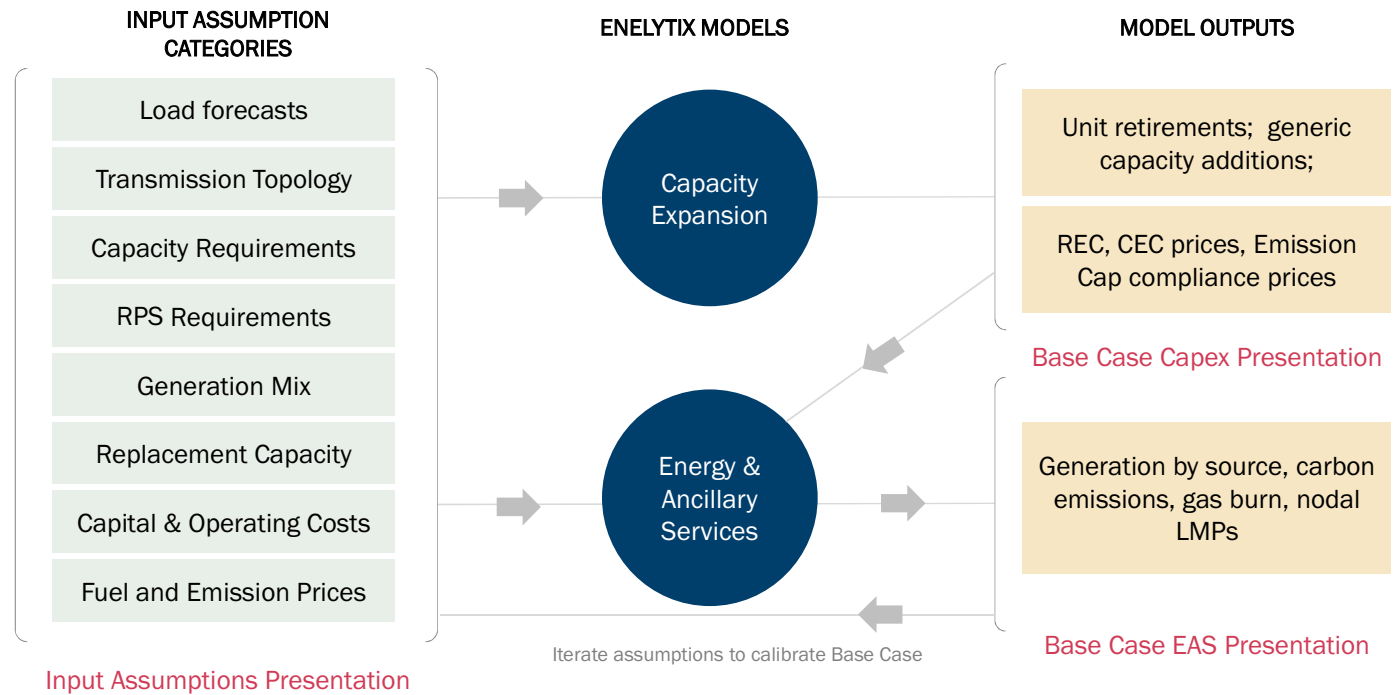 INPUT ASSUMPTION
CATEGORIES
Load forecasts
Transmission Topology
Capacity Requirements
RPS Requirements
Generation Mix
Replacement Capacity
Capital & Operating Costs
Fuel and Emission Prices
Input Assumptions Presentation
ENELYTIX MODELS
Capacity
Expansion
Energy &
Ancillary
Services
Iterate assumptions to calibrate Base Case
MODEL OUTPUTS
Unit retirements; generic
capacity additions;
REC, CEC prices, Emission
Cap compliance prices
Base Case Capex Presentation
Generation by source, carbon
emissions, gas burn, nodal
LMPs
Base Case EAS Presentation